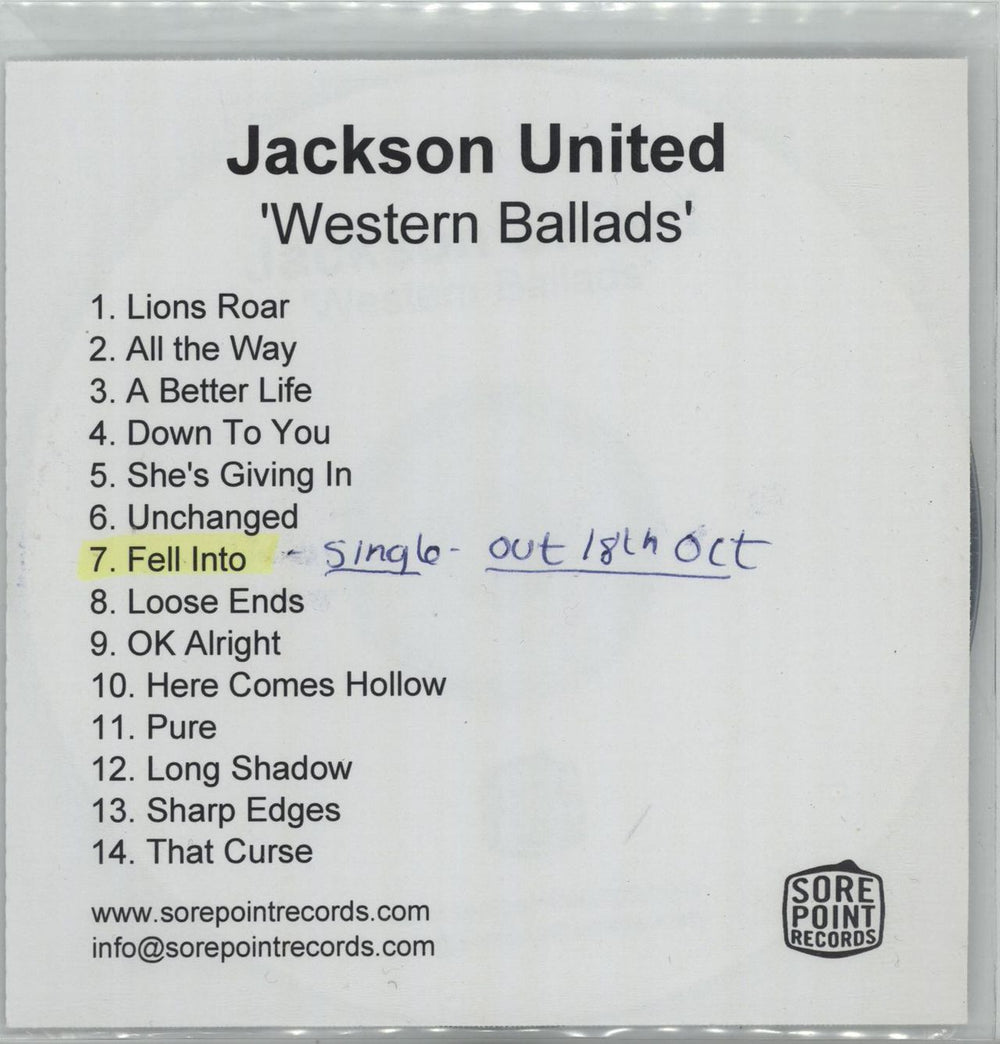 Jackson United
'Western Ballads'
1. Lions Roar
2. All the Way
3. A Better Life
4. Down To You
5. She's Giving In
6. Unchanged
7. Fell Into - single - out 18th Oct
8. Loose Ends
9. OK Alright
10. Here Comes Hollow
11. Pure
12. Long Shadow
13. Sharp Edges
14. That Curse
www.sorepointrecords.com
info@sorepointrecords.com
SORE
POINT
RECORDS